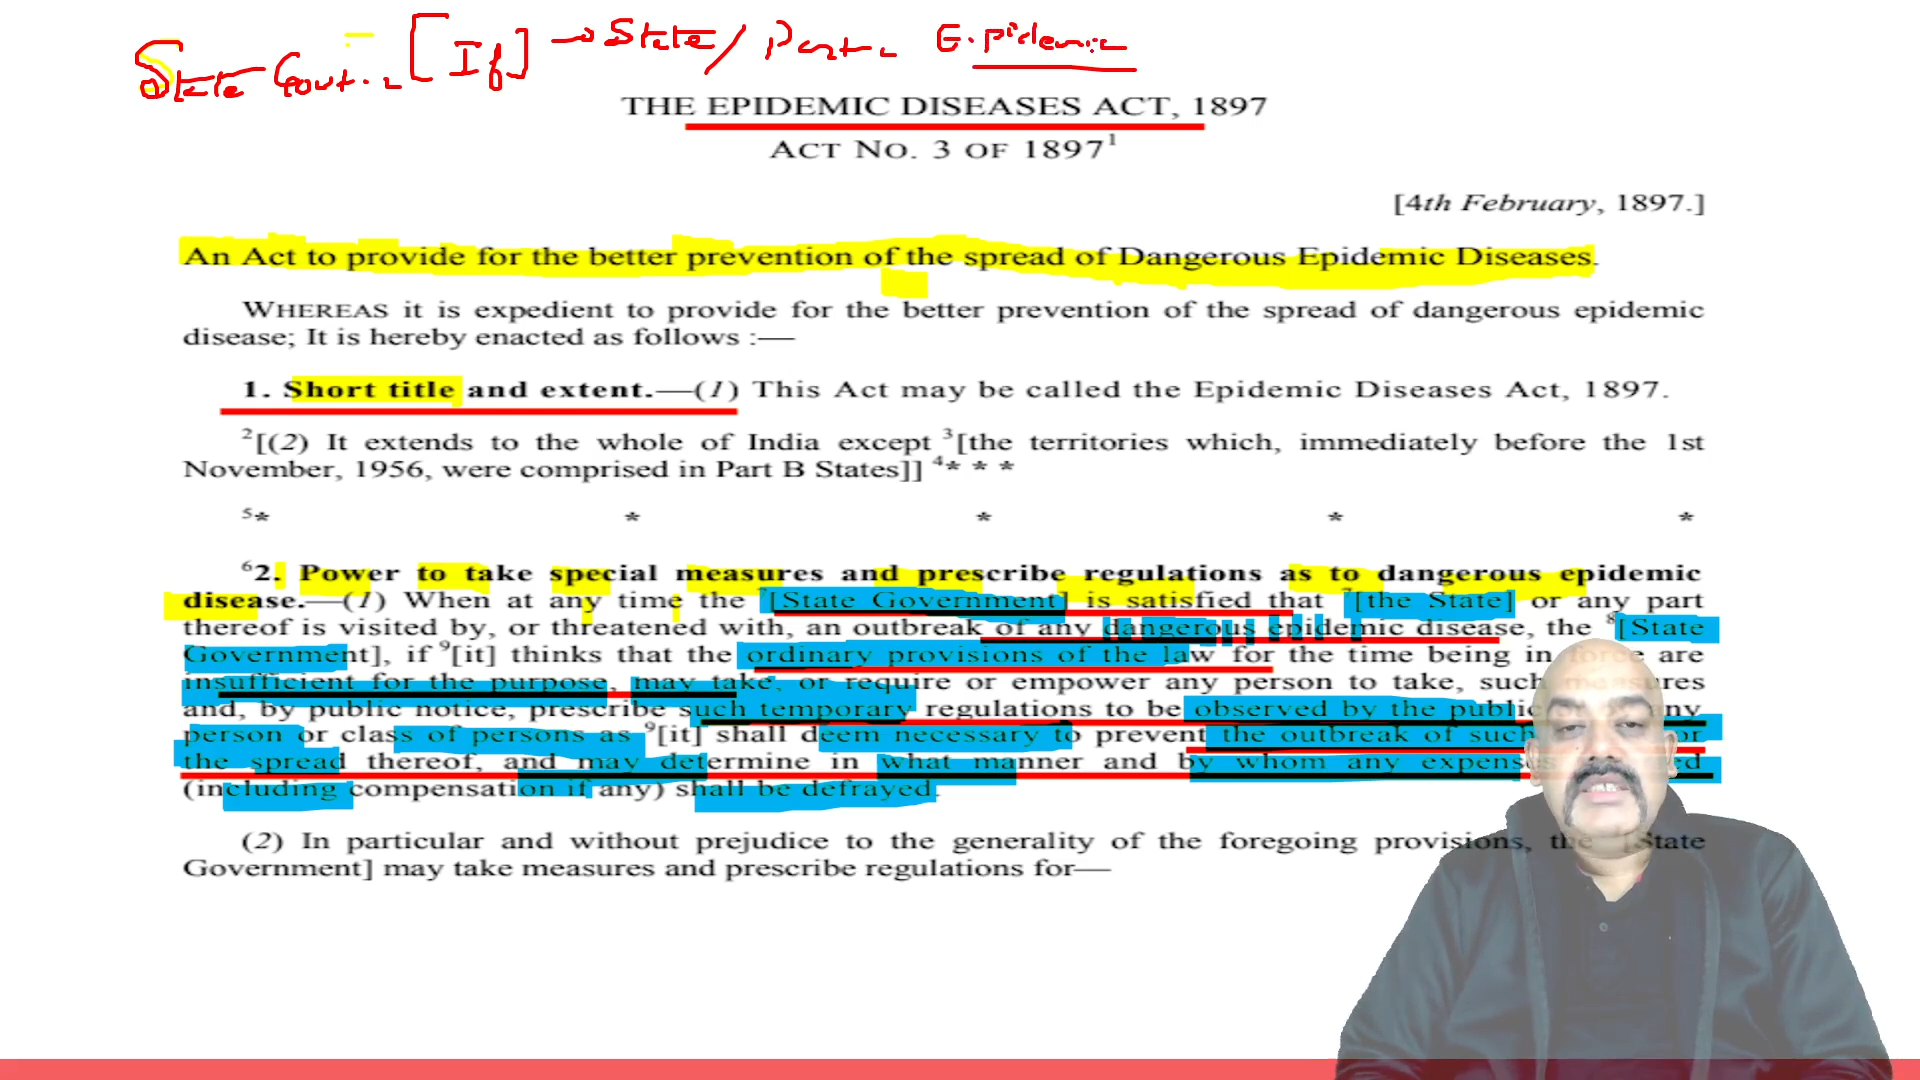 State Govt. [If] → State / Part Epidemic
THE EPIDEMIC DISEASES ACT, 1897
ACT NO. 3 OF 1897¹
[4th February, 1897.]
An Act to provide for the better prevention of the spread of Dangerous Epidemic Diseases.
WHEREAS it is expedient to provide for the better prevention of the spread of dangerous epidemic
disease; It is hereby enacted as follows :—
1. Short title and extent.—(1) This Act may be called the Epidemic Diseases Act, 1897.
²[(2) It extends to the whole of India except ³[the territories which, immediately before the 1st
November, 1956, were comprised in Part B States]] ⁴* * *
⁵* * * * *
⁶2. Power to take special measures and prescribe regulations as to dangerous epidemic
disease.—(1) When at any time the ⁷[State Government] is satisfied that ⁷[the State] or any part
thereof is visited by, or threatened with, an outbreak of any dangerous epidemic disease, the ⁸[State
Government], if ⁹[it] thinks that the ordinary provisions of the law for the time being in force are
insufficient for the purpose, may take, or require or empower any person to take, such measures
and, by public notice, prescribe such temporary regulations to be observed by the public any
person or class of persons as ⁹[it] shall deem necessary to prevent the outbreak of such or
the spread thereof, and may determine in what manner and by whom any expenses
(including compensation if any) shall be defrayed.
(2) In particular and without prejudice to the generality of the foregoing provisions, the [State
Government] may take measures and prescribe regulations for—